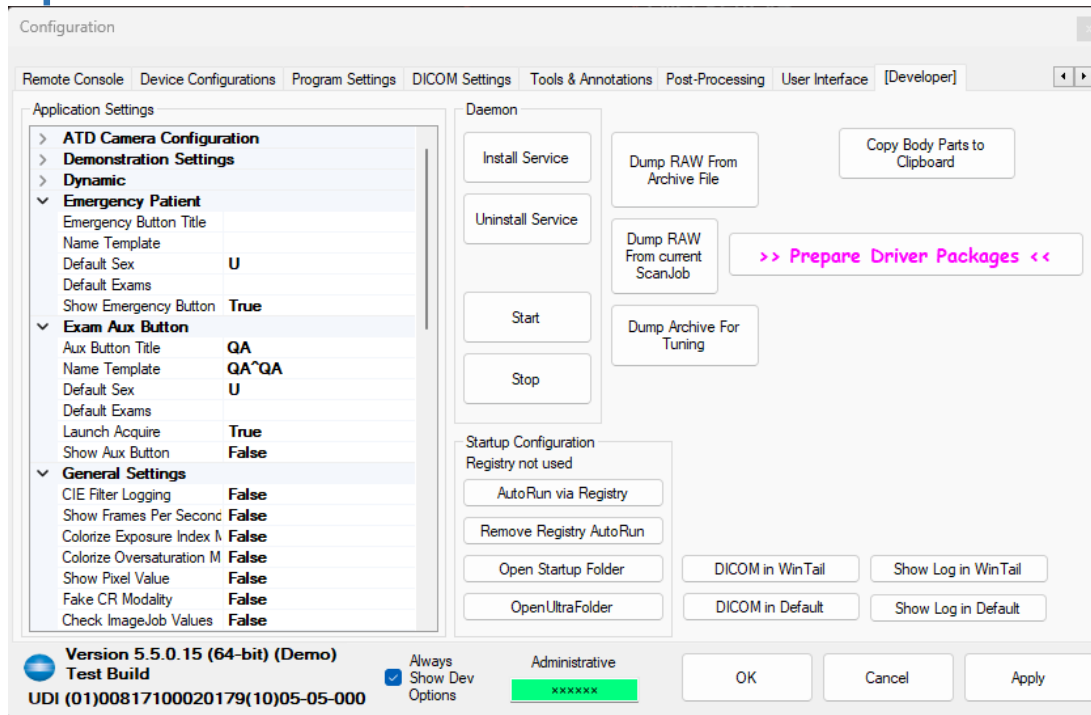 Configuration
Remote Console Device Configurations Program Settings DICOM Settings Tools & Annotations Post-Processing User Interface [Developer]
Application Settings
ATD Camera Configuration
Demonstration Settings
Dynamic
Emergency Patient
Emergency Button Title
Name Template
Default Sex U
Default Exams
Show Emergency Button True
Exam Aux Button
Aux Button Title QA
Name Template QA^QA
Default Sex U
Default Exams
Launch Acquire True
Show Aux Button False
General Settings
CIE Filter Logging False
Show Frames Per Second False
Colorize Exposure Index M False
Colorize Oversaturation M False
Show Pixel Value False
Fake CR Modality False
Check ImageJob Values False
Daemon
Install Service
Uninstall Service
Start
Stop
Dump RAW From
Archive File
Dump RAW
From current
ScanJob
Dump Archive For
Tuning
Copy Body Parts to
Clipboard
>> Prepare Driver Packages <<
Startup Configuration
Registry not used
AutoRun via Registry
Remove Registry AutoRun
Open Startup Folder
OpenUltraFolder
DICOM in WinTail
Show Log in WinTail
DICOM in Default
Show Log in Default
Version 5.5.0.15 (64-bit) (Demo)
Test Build
UDI (01)00817100020179(10)05-05-000
Always
Show Dev
Options
Administrative
××××××
OK
Cancel
Apply